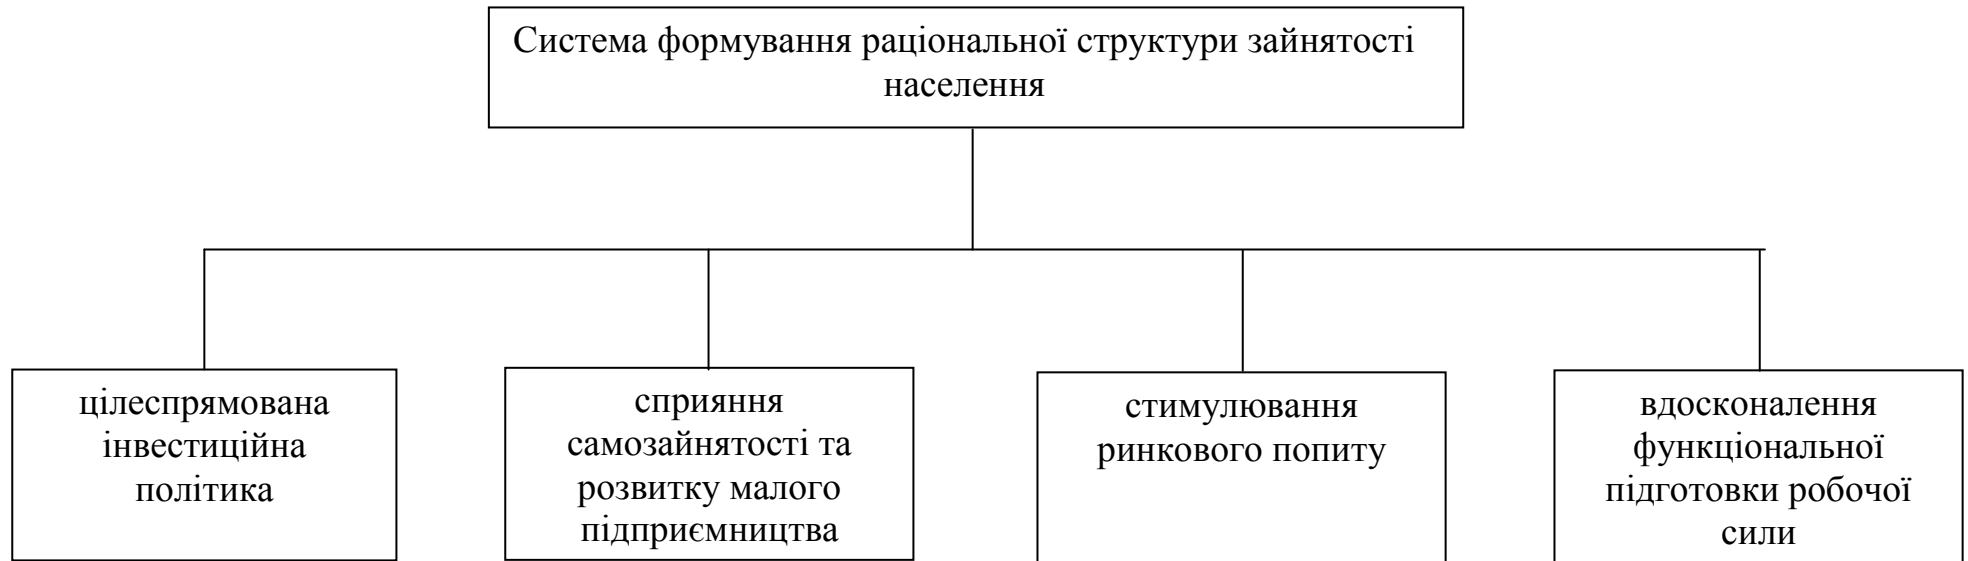 Система формування раціональної структури зайнятості
населення
цілеспрямована
інвестиційна
політика
сприяння
самозайнятості та
розвитку малого
підприємництва
стимулювання
ринкового попиту
вдосконалення
функціональної
підготовки робочої
сили